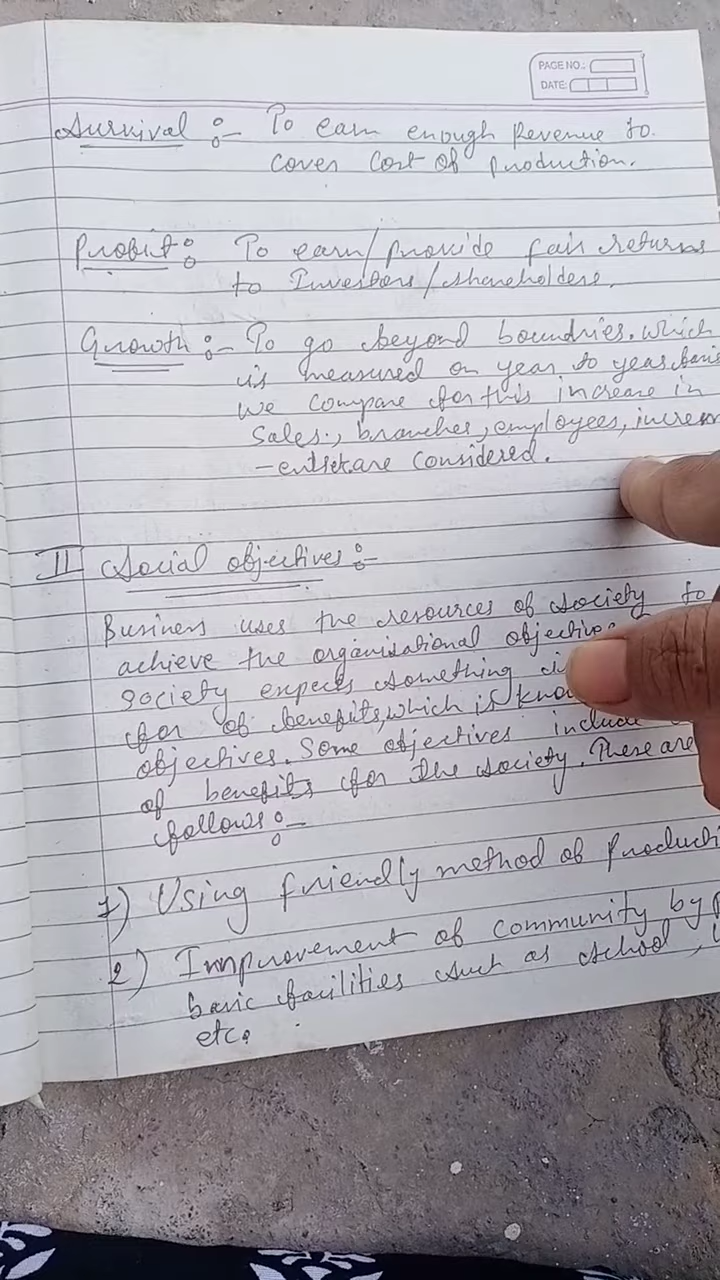 PAGE NO.:
DATE:
Survival :- To earn enough Revenue to
cover cost of production.
Profit : To earn/provide fair returns
to Investors/shareholders.
Growth :- To go beyond boundries, which
is measured on year to year basis
we compare for this increase in
Sales., branches, employees, increm
-ent are considered.
II Social objectives :-
Business uses the resources of society to
achieve the organisational objective
society expects something
for of benefits, which is
objectives. Some objectives include
of benefits for the society. These are
follows :-
1) Using friendly method of
2) Improvement of community by
basic facilities such as school,
etc.